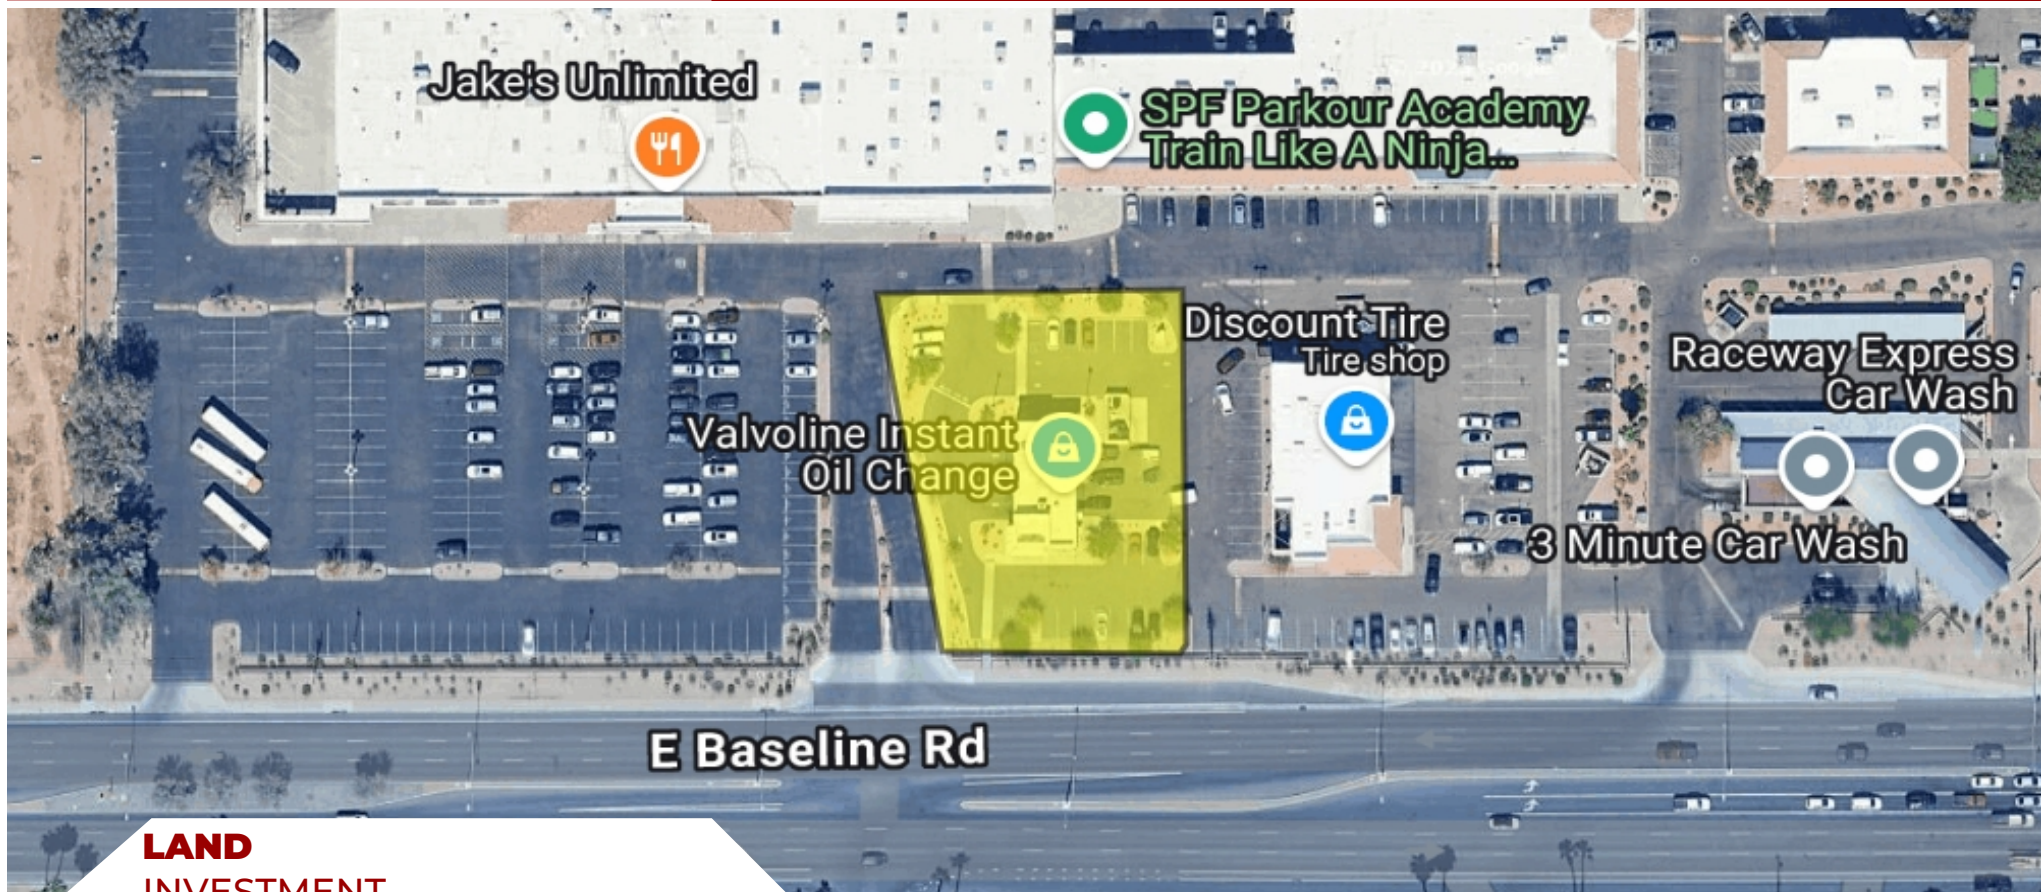 Jake's Unlimited
SPF Parkour Academy
Train Like A Ninja...
Discount Tire
Tire shop
Raceway Express
Car Wash
Valvoline Instant
Oil Change
3 Minute Car Wash
E Baseline Rd
LAND
INVESTMENT